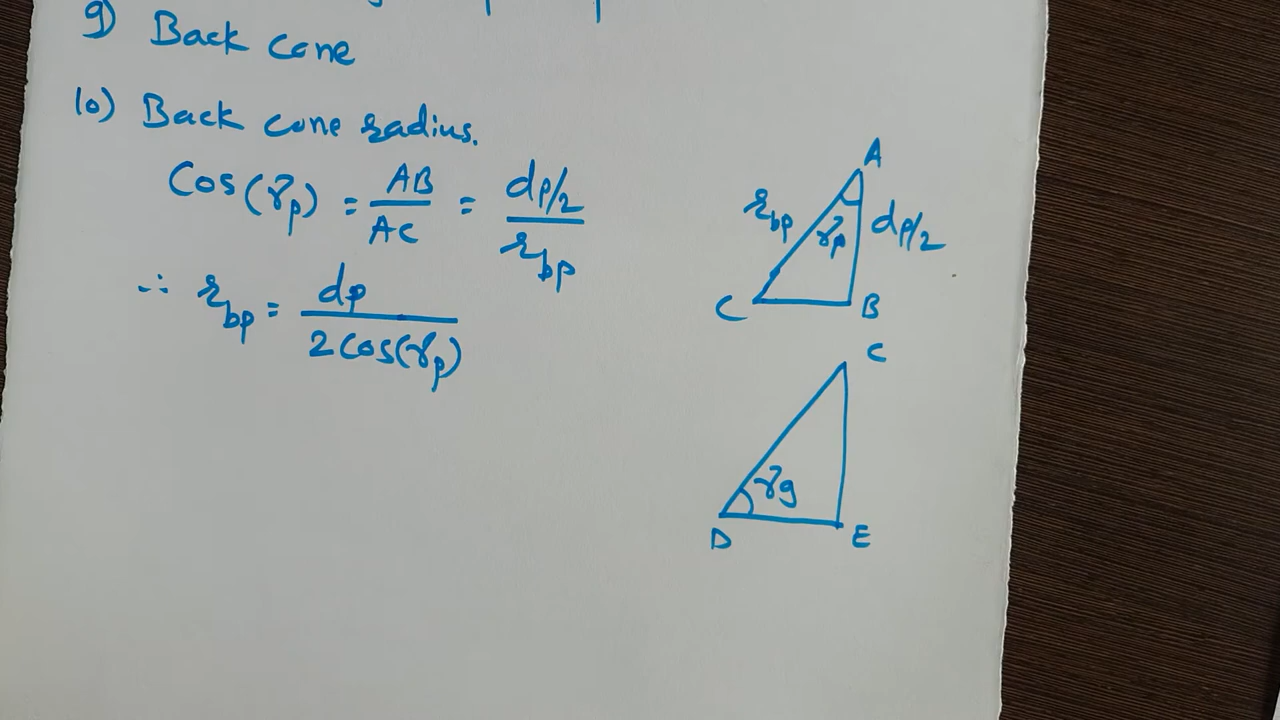 9) Back cone
10) Back cone radius.
Cos(γp) = AB/AC = dp/2/rbp
∴ rbp = dp/2cos(γp)
A
rbp γp dp/2
C B
C
γg
D E